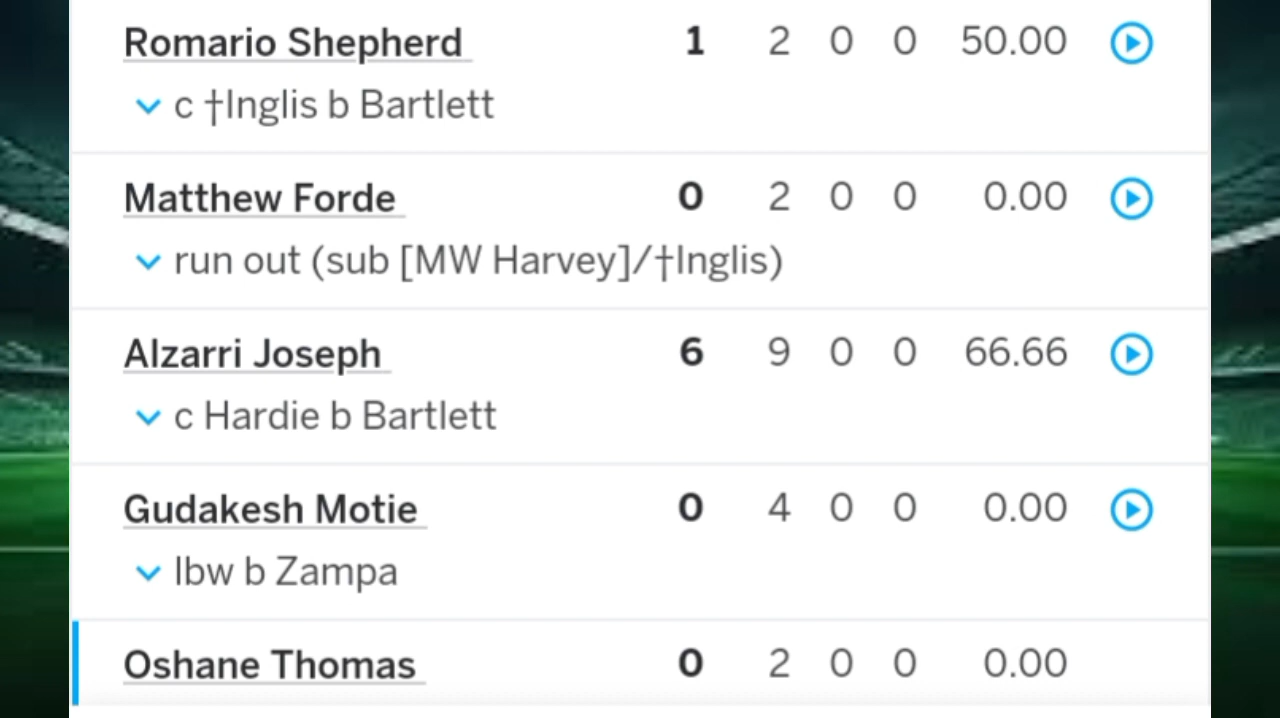 Romario Shepherd 1 2 0 0 50.00
c †Inglis b Bartlett
Matthew Forde 0 2 0 0 0.00
run out (sub [MW Harvey]/†Inglis)
Alzarri Joseph 6 9 0 0 66.66
c Hardie b Bartlett
Gudakesh Motie 0 4 0 0 0.00
lbw b Zampa
Oshane Thomas 0 2 0 0 0.00